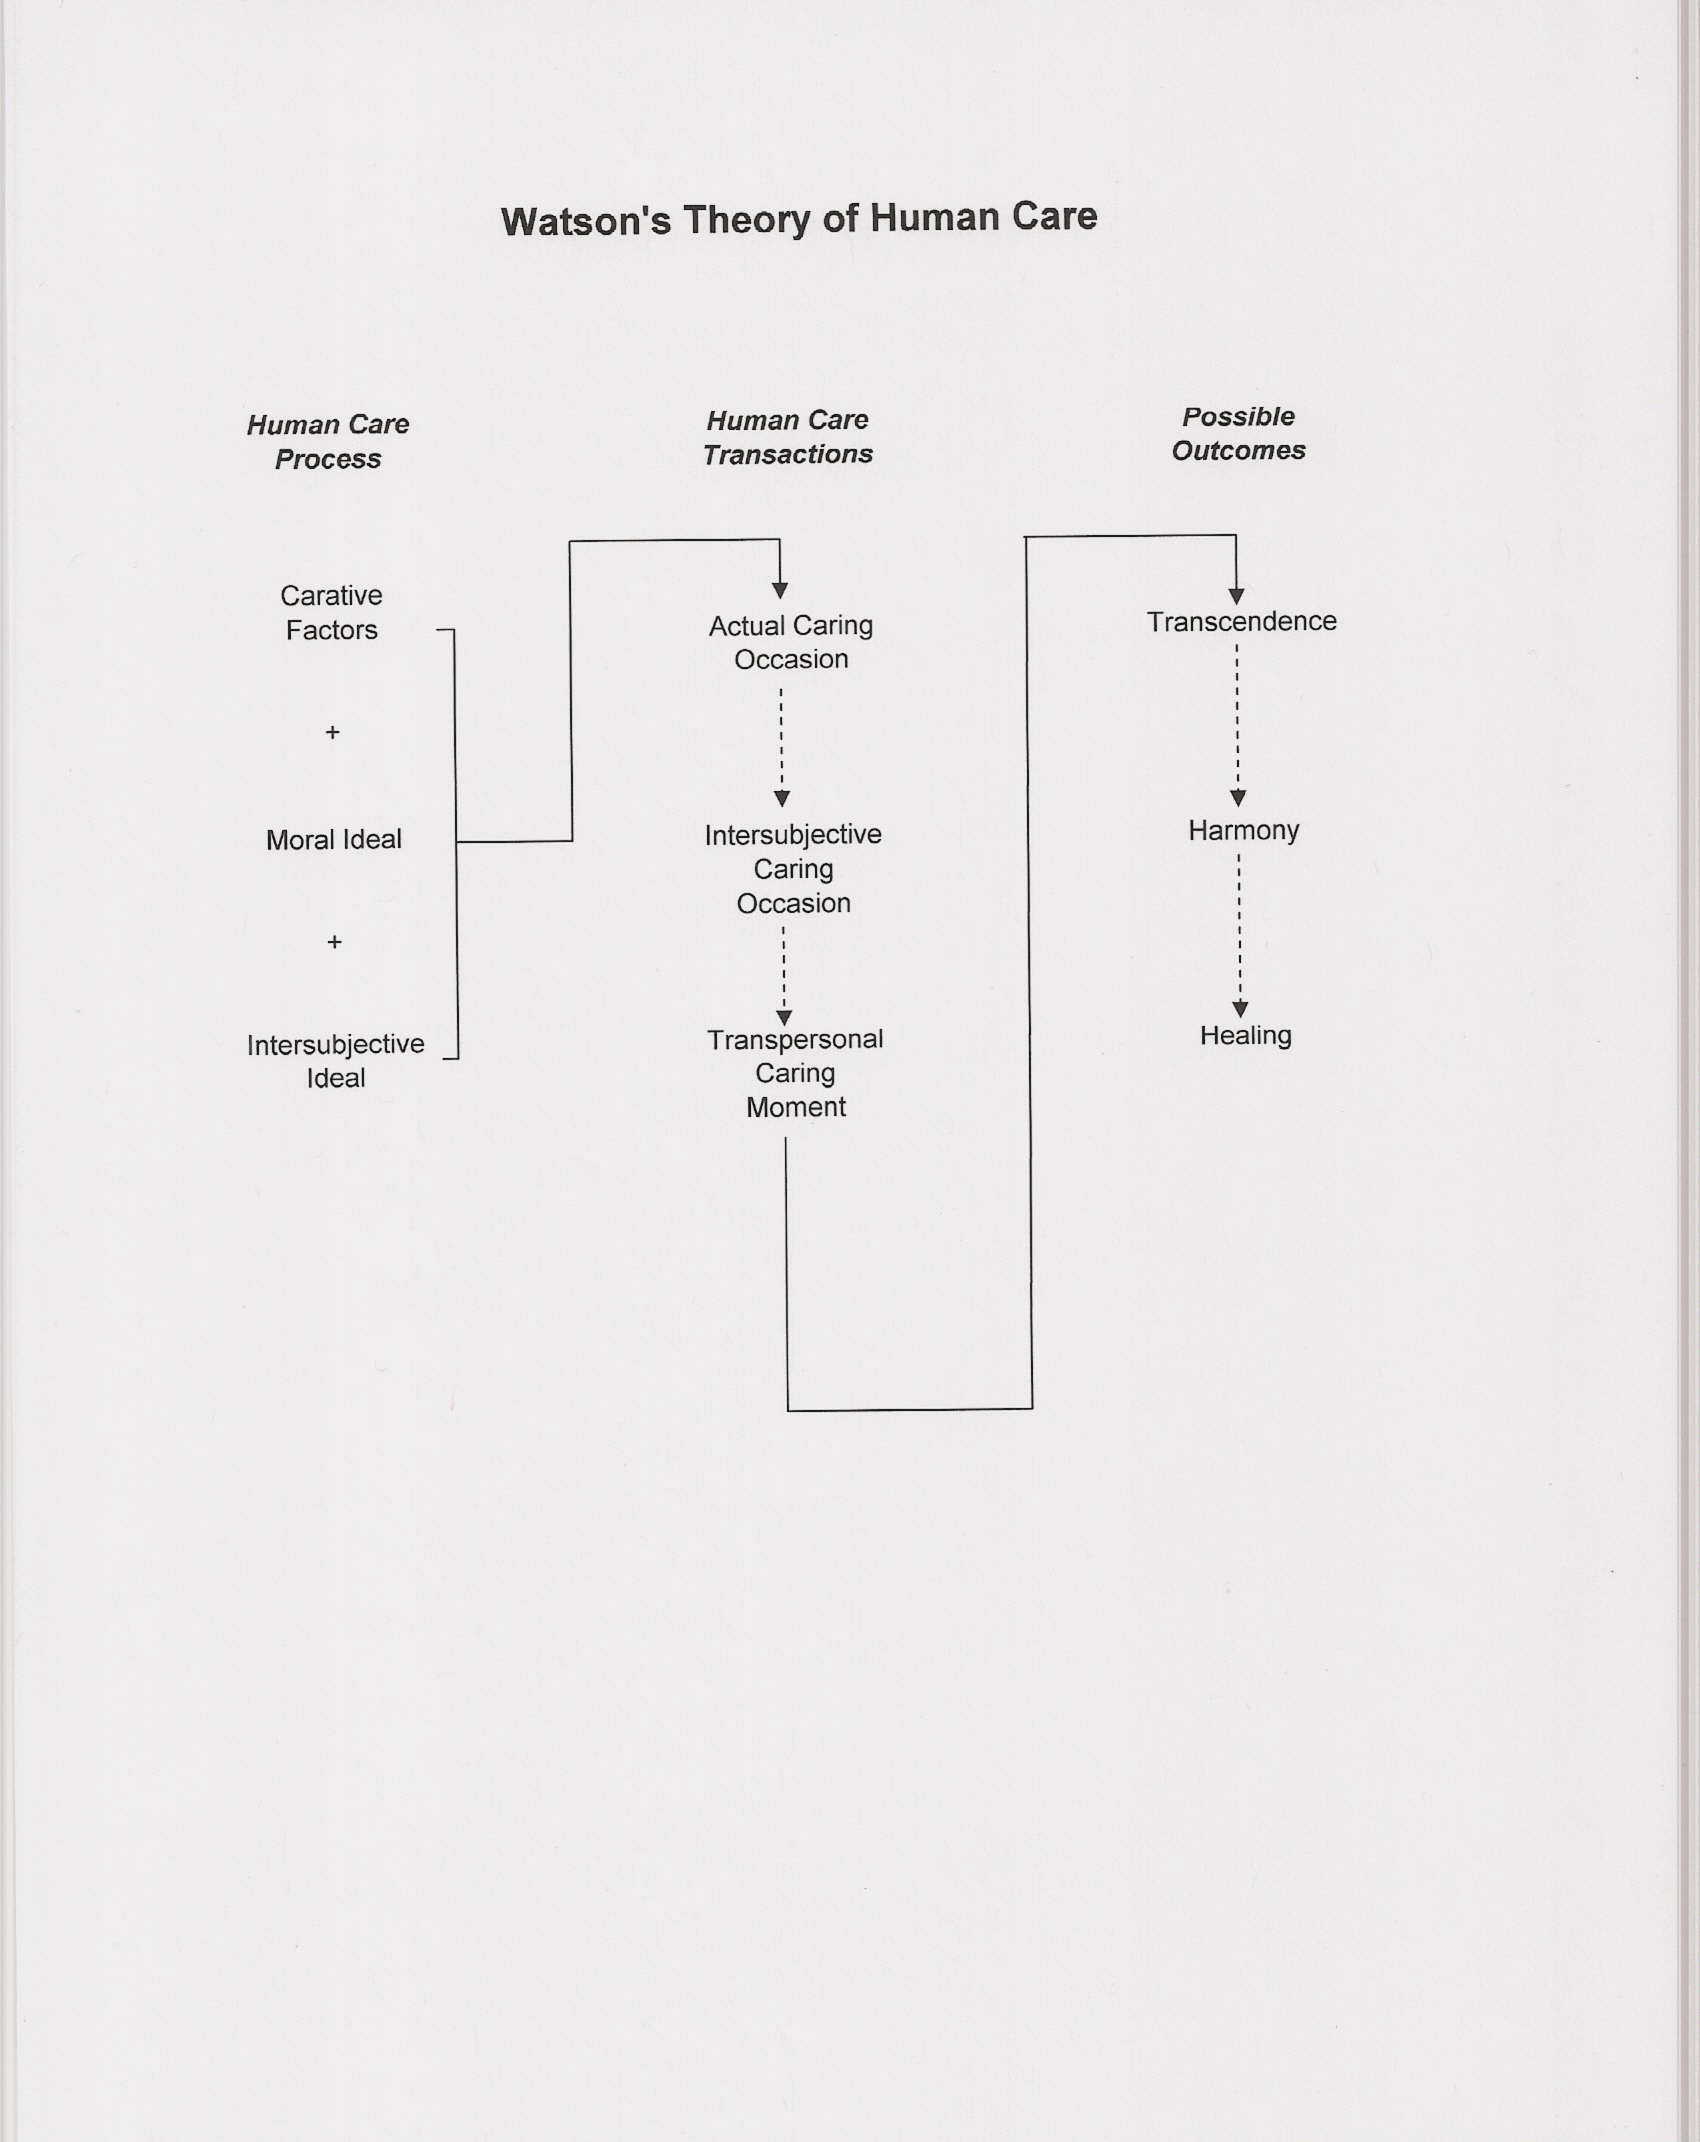 Watson's Theory of Human Care
Human Care
Process
Carative
Factors
+
Moral Ideal
+
Intersubjective
Ideal
Human Care
Transactions
Actual Caring
Occasion
Intersubjective
Caring
Occasion
Transpersonal
Caring
Moment
Possible
Outcomes
Transcendence
Harmony
Healing